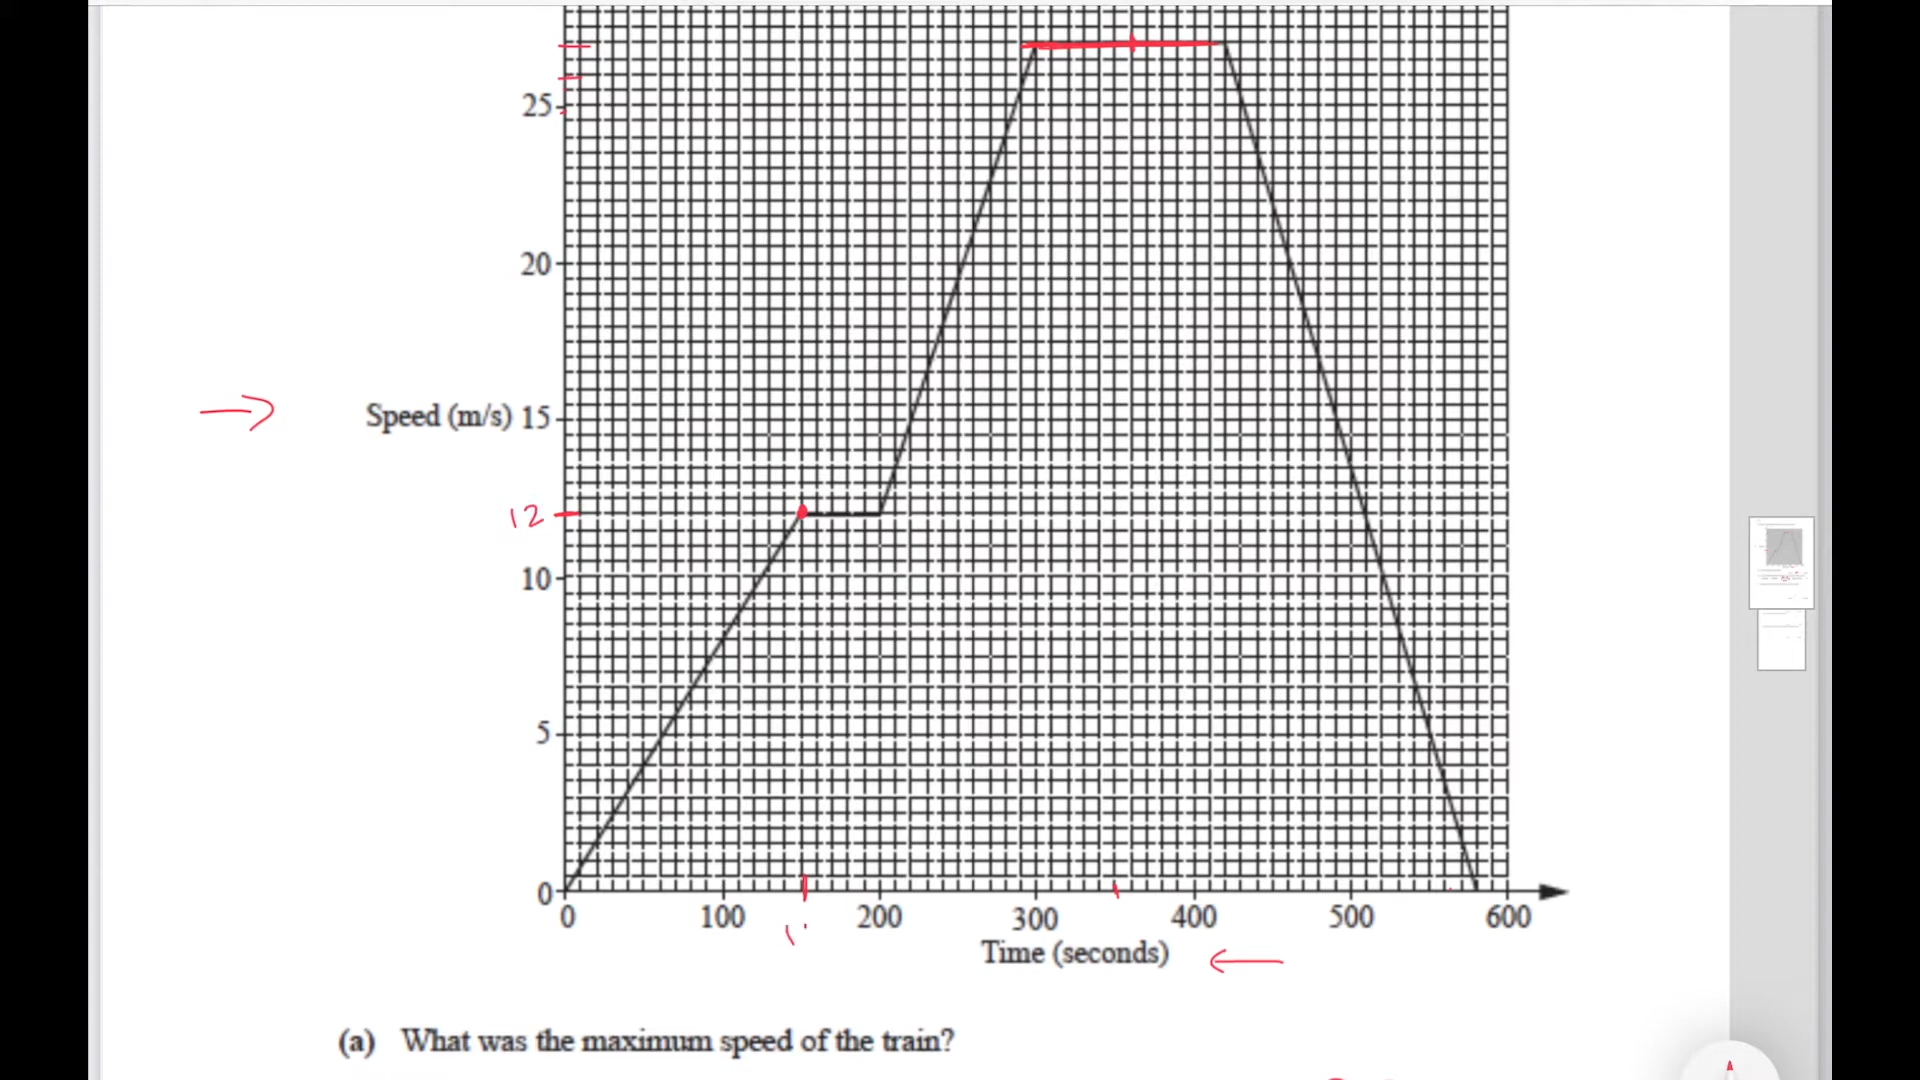 25
20
Speed (m/s) 15
12
10
5
0
0 100 200 300 400 500 600
Time (seconds)
(a) What was the maximum speed of the train?